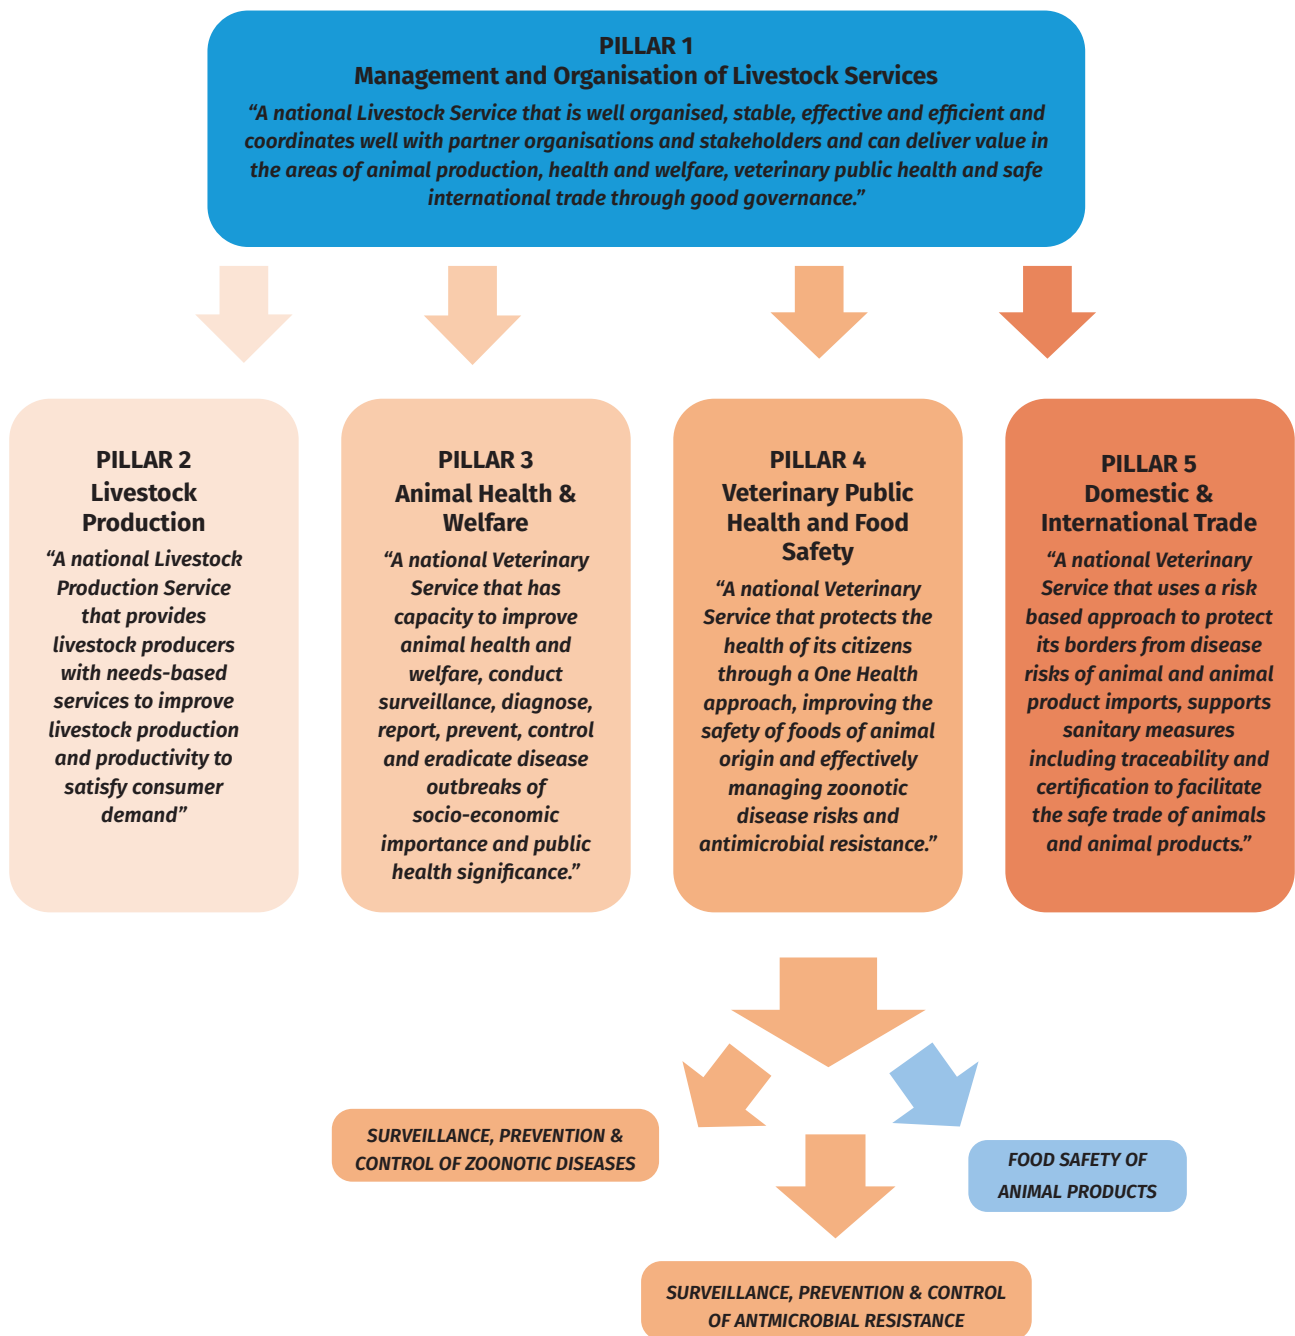 PILLAR 1
Management and Organisation of Livestock Services
“A national Livestock Service that is well organised, stable, effective and efficient and
coordinates well with partner organisations and stakeholders and can deliver value in
the areas of animal production, health and welfare, veterinary public health and safe
international trade through good governance.”
PILLAR 2
Livestock
Production
“A national Livestock
Production Service
that provides
livestock producers
with needs-based
services to improve
livestock production
and productivity to
satisfy consumer
demand”
PILLAR 3
Animal Health &
Welfare
“A national Veterinary
Service that has
capacity to improve
animal health and
welfare, conduct
surveillance, diagnose,
report, prevent, control
and eradicate disease
outbreaks of
socio-economic
importance and public
health significance.”
PILLAR 4
Veterinary Public
Health and Food
Safety
“A national Veterinary
Service that protects the
health of its citizens
through a One Health
approach, improving the
safety of foods of animal
origin and effectively
managing zoonotic
disease risks and
antimicrobial resistance.”
PILLAR 5
Domestic &
International Trade
“A national Veterinary
Service that uses a risk
based approach to protect
its borders from disease
risks of animal and animal
product imports, supports
sanitary measures
including traceability and
certification to facilitate
the safe trade of animals
and animal products.”
SURVEILLANCE, PREVENTION &
CONTROL OF ZOONOTIC DISEASES
FOOD SAFETY OF
ANIMAL PRODUCTS
SURVEILLANCE, PREVENTION & CONTROL
OF ANTMICROBIAL RESISTANCE